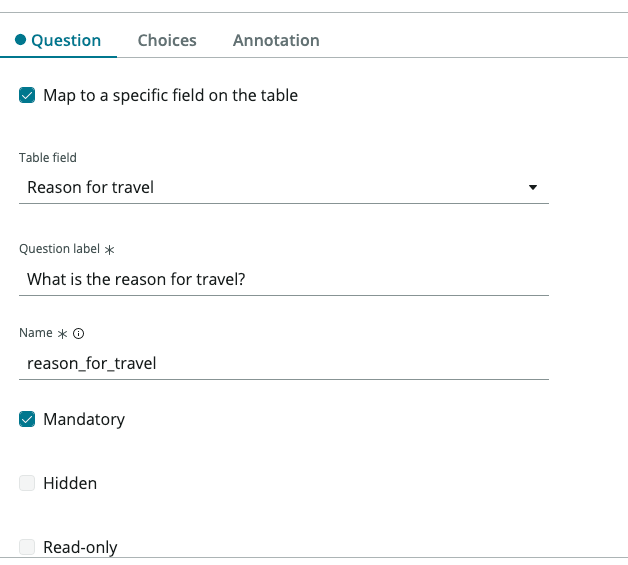 Question Choices Annotation
Map to a specific field on the table
Table field
Reason for travel
Question label *
What is the reason for travel?
Name *
reason_for_travel
Mandatory
Hidden
Read-only